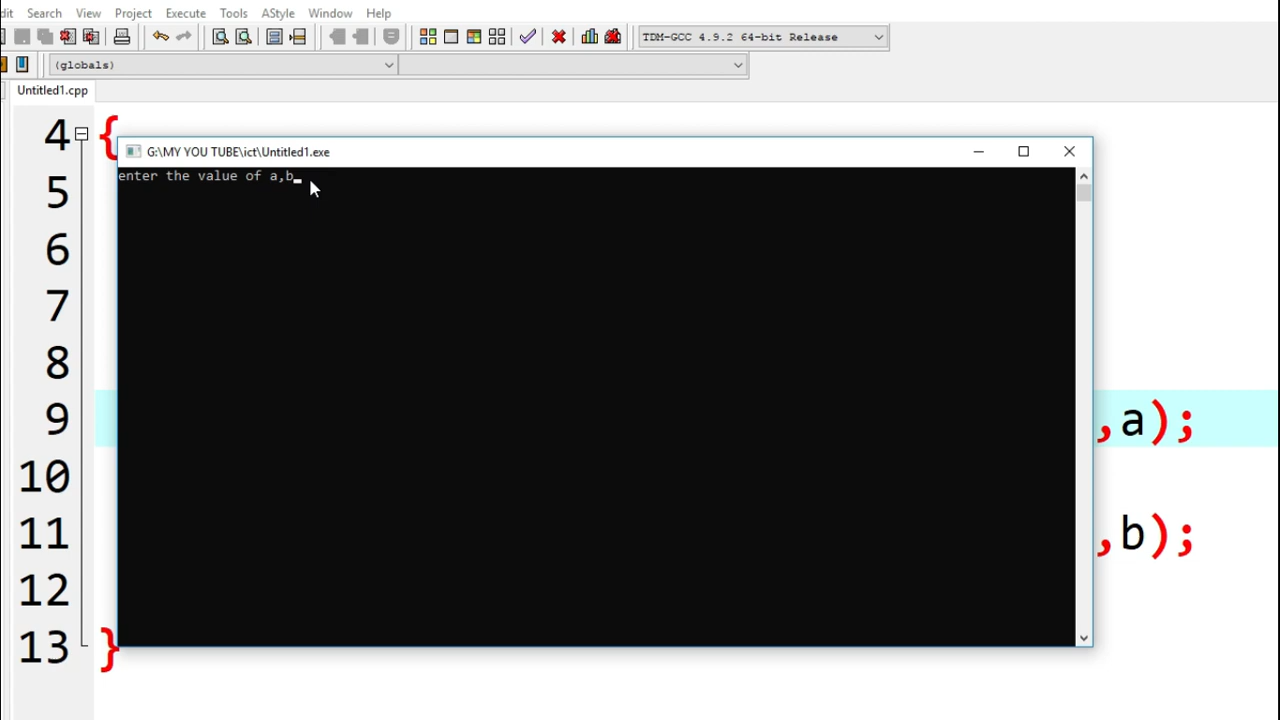 dit Search View Project Execute Tools AStyle Window Help
TDM-GCC 4.9.2 64-bit Release
(globals)
Untitled1.cpp
4 {
G:\MY YOU TUBE\ict\Untitled1.exe
enter the value of a,b
5
6
7
8
9 ,a);
10
11 ,b);
12
13 }